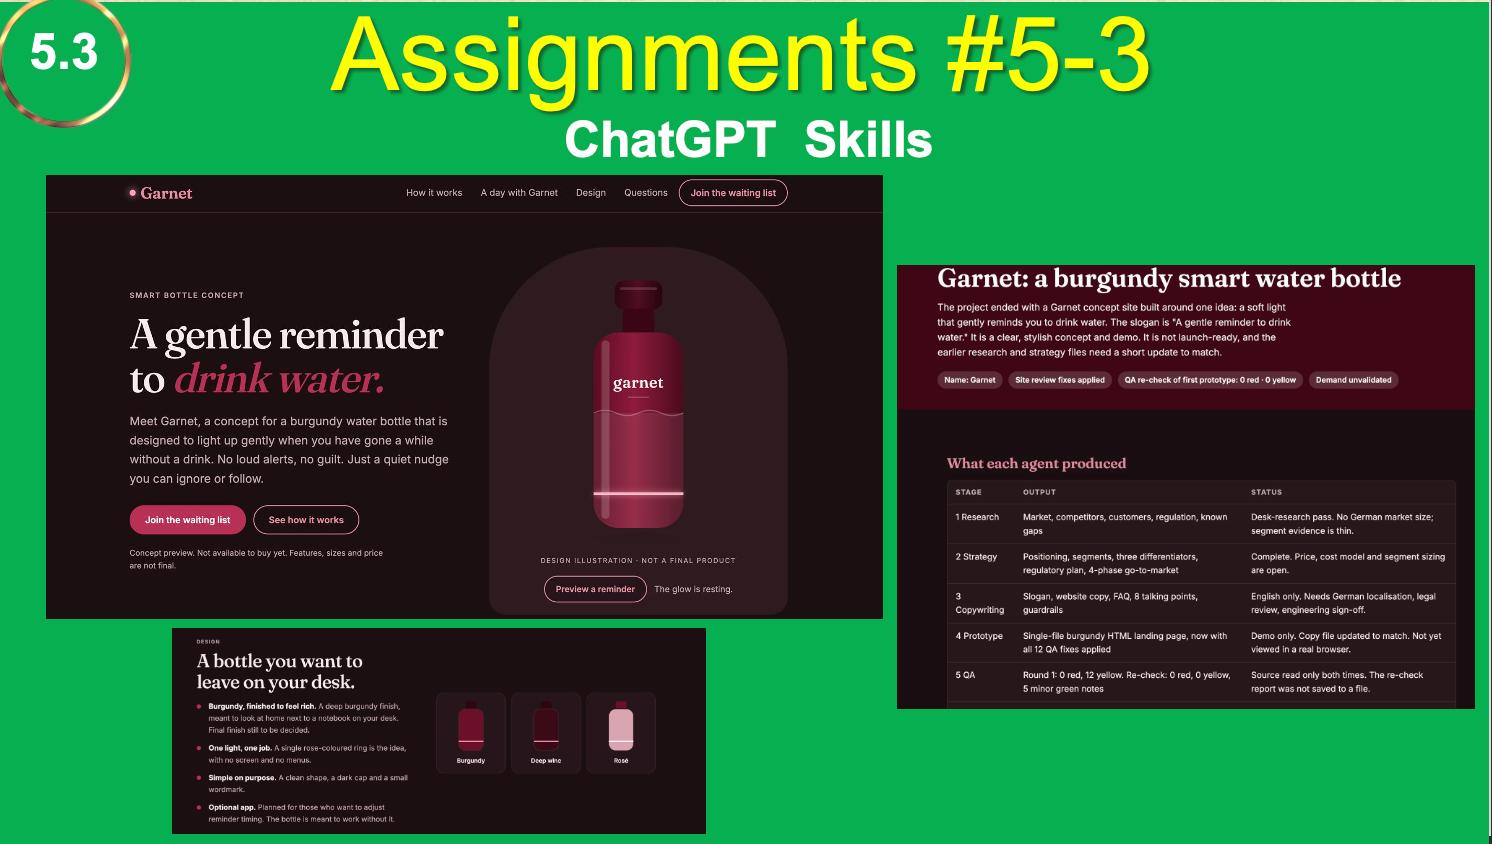 5.3
Assignments #5-3
ChatGPT Skills
Garnet
How it works
A day with Garnet
Design
Questions
Join the waiting list
SMART BOTTLE CONCEPT
A gentle reminder
to drink water.
Meet Garnet, a concept for a burgundy water bottle that is
designed to light up gently when you have gone a while
without a drink. No loud alerts, no guilt. Just a quiet nudge
you can ignore or follow.
Join the waiting list
See how it works
Concept preview. Not available to buy yet. Features, sizes and price
are not final.
garnet
DESIGN ILLUSTRATION · NOT A FINAL PRODUCT
Preview a reminder
The glow is resting.
Garnet: a burgundy smart water bottle
The project ended with a Garnet concept site built around one idea: a soft light
that gently reminds you to drink water. The slogan is "A gentle reminder to drink
water." It is a clear, stylish concept and demo. It is not launch-ready, and the
earlier research and strategy files need a short update to match.
Name: Garnet
Site review fixes applied
QA re-check of first prototype: 0 red · 0 yellow
Demand unvalidated
What each agent produced
STAGE OUTPUT STATUS
1 Research
Market, competitors, customers, regulation, known
gaps
Desk-research pass. No German market size;
segment evidence is thin.
2 Strategy
Positioning, segments, three differentiators,
regulatory plan, 4-phase go-to-market
Complete. Price, cost model and segment sizing
are open.
3
Copywriting
Slogan, website copy, FAQ, 8 talking points,
guardrails
English only. Needs German localisation, legal
review, engineering sign-off.
4 Prototype
Single-file burgundy HTML landing page, now with
all 12 QA fixes applied
Demo only. Copy file updated to match. Not yet
viewed in a real browser.
5 QA
Round 1: 0 red, 12 yellow. Re-check: 0 red, 0 yellow,
5 minor green notes
Source read only both times. The re-check
report was not saved to a file.
DESIGN
A bottle you want to
leave on your desk.
Burgundy, finished to feel rich. A deep burgundy finish,
meant to look at home next to a notebook on your desk.
Final finish still to be decided.
One light, one job. A single rose-coloured ring is the idea,
with no screen and no menus.
Simple on purpose. A clean shape, a dark cap and a small
wordmark.
Optional app. Planned for those who want to adjust
reminder timing. The bottle is meant to work without it.
Burgundy
Deep wine
Rosé